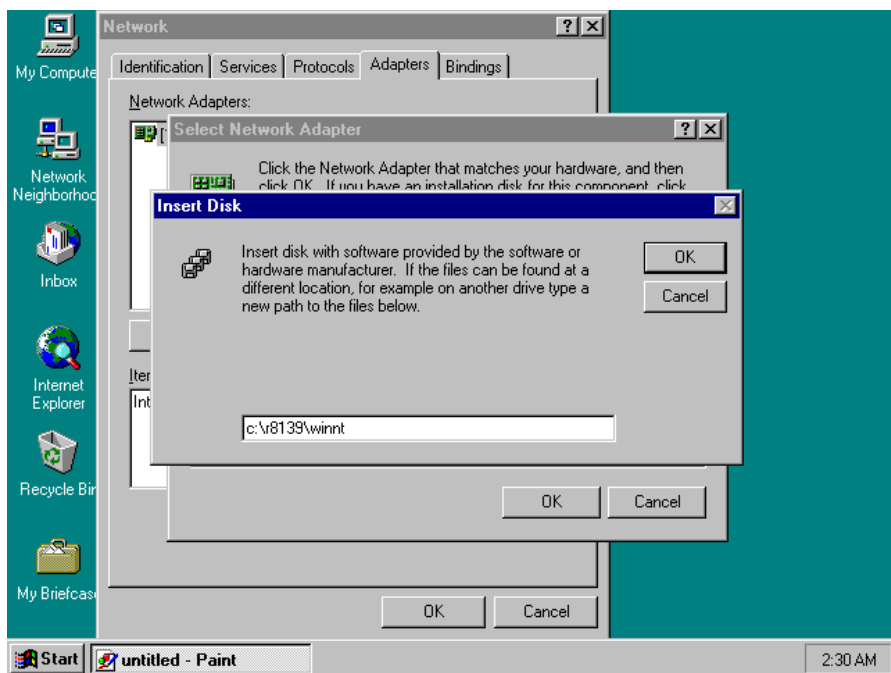 My Compute
Network
Neighborhoo
Inbox
Internet
Explorer
Recycle Bin
My Briefcase
Network
Identification Services Protocols Adapters Bindings
Network Adapters:
Select Network Adapter
Click the Network Adapter that matches your hardware, and then
click OK. If you have an installation disk for this component, click
Insert Disk
Insert disk with software provided by the software or
hardware manufacturer. If the files can be found at a
different location, for example on another drive type a
new path to the files below.
OK
Cancel
c:\r8139\winnt
Iter
Int
OK Cancel
OK Cancel
Start untitled - Paint 2:30 AM